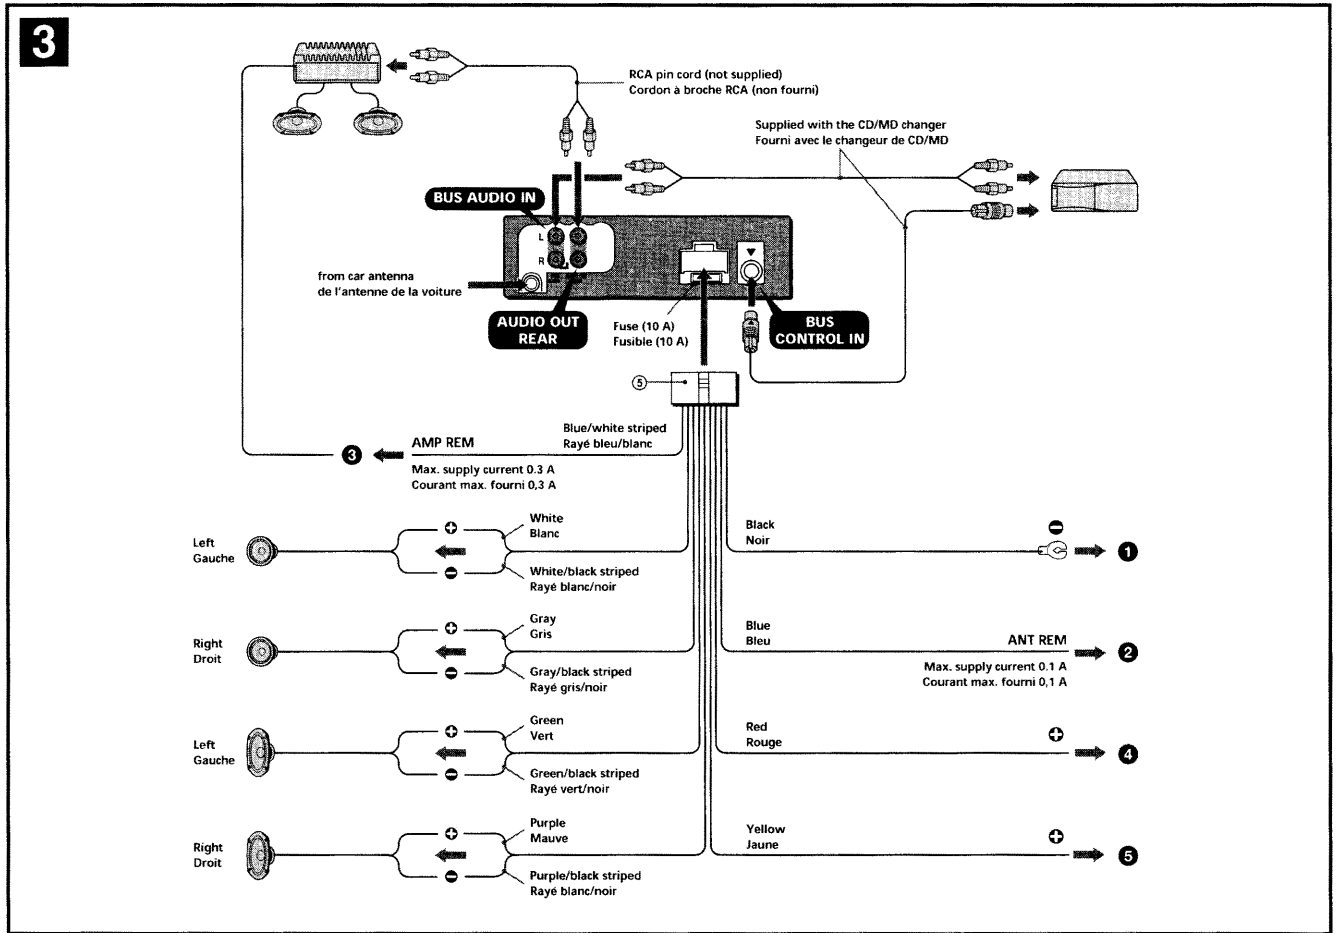 3
RCA pin cord (not supplied)
Cordon à broche RCA (non fourni)
Supplied with the CD/MD changer
Fourni avec le changeur de CD/MD
BUS AUDIO IN
L
R
from car antenna
de l'antenne de la voiture
AUDIO OUT
REAR
Fuse (10 A)
Fusible (10 A)
BUS
CONTROL IN
5
Blue/white striped
Rayé bleu/blanc
3
AMP REM
Max. supply current 0.3 A
Courant max. fourni 0,3 A
Left
Gauche
+
-
White
Blanc
White/black striped
Rayé blanc/noir
Black
Noir
-
1
Right
Droit
+
-
Gray
Gris
Gray/black striped
Rayé gris/noir
Blue
Bleu
ANT REM
2
Max. supply current 0.1 A
Courant max. fourni 0,1 A
Left
Gauche
+
-
Green
Vert
Green/black striped
Rayé vert/noir
Red
Rouge
+
4
Right
Droit
+
-
Purple
Mauve
Purple/black striped
Rayé blanc/noir
Yellow
Jaune
+
5